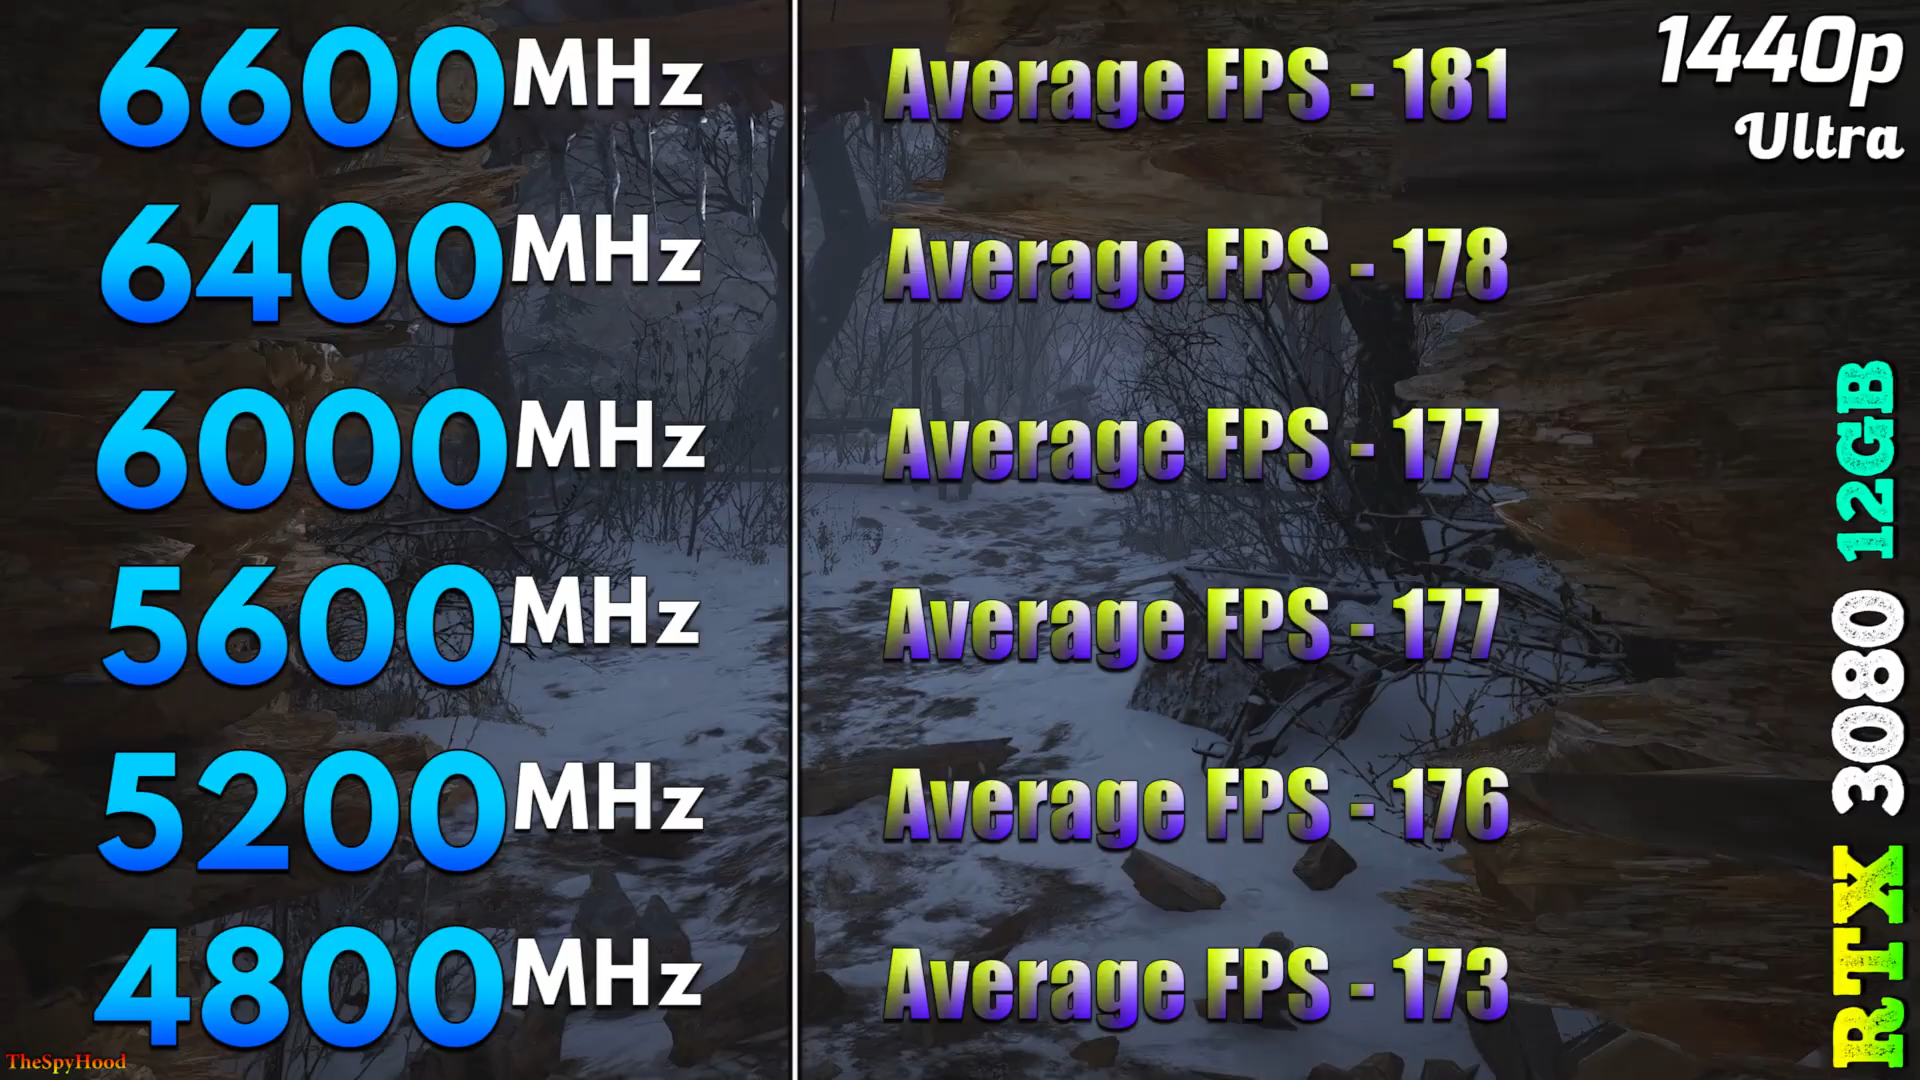 6600MHz Average FPS - 181
6400MHz Average FPS - 178
6000MHz Average FPS - 177
5600MHz Average FPS - 177
5200MHz Average FPS - 176
4800MHz Average FPS - 173
1440p
Ultra
RTX 3080 12GB
TheSpyHood